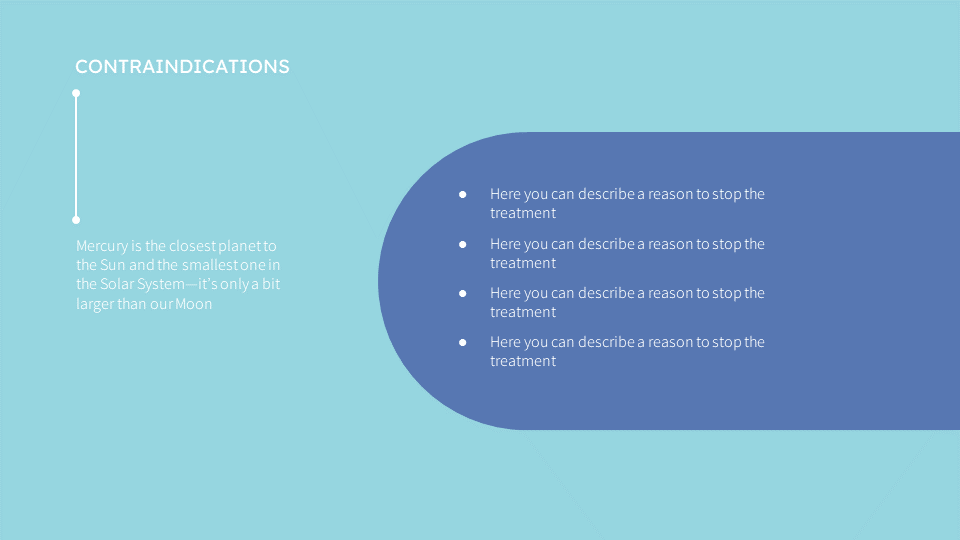 CONTRAINDICATIONS
Mercury is the closest planet to
the Sun and the smallest one in
the Solar System—it's only a bit
larger than our Moon
● Here you can describe a reason to stop the
treatment
● Here you can describe a reason to stop the
treatment
● Here you can describe a reason to stop the
treatment
● Here you can describe a reason to stop the
treatment